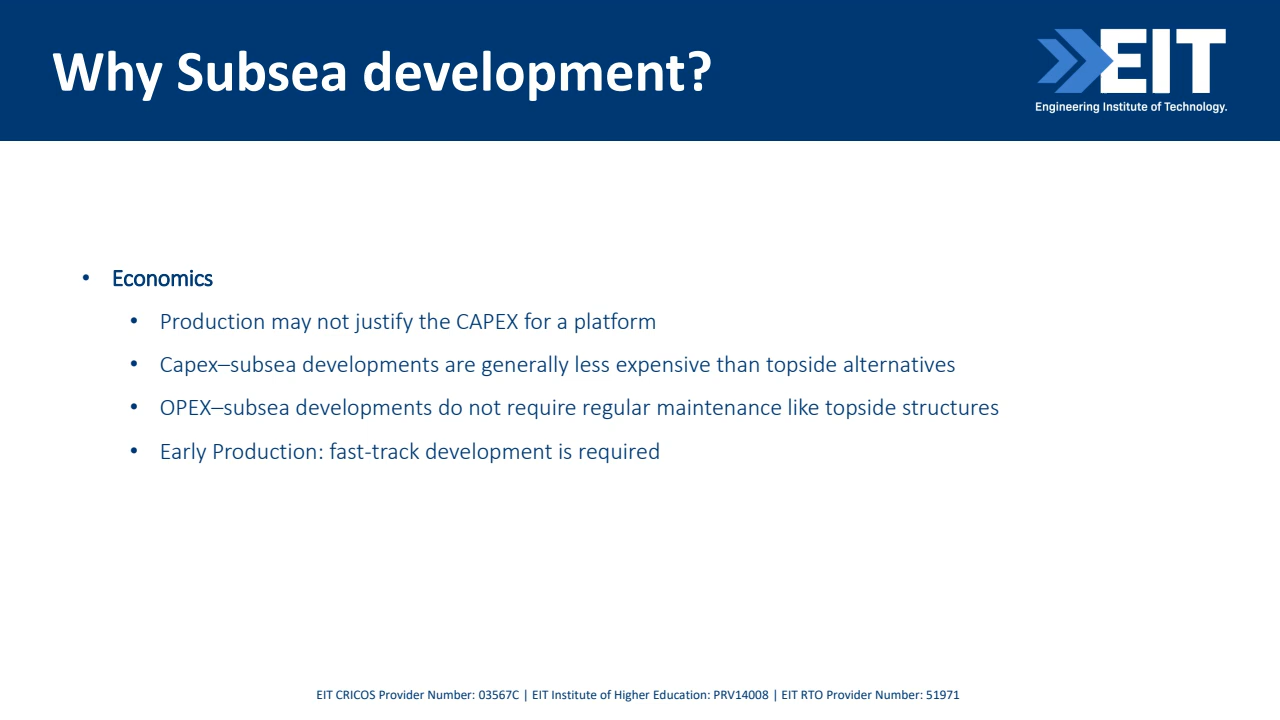 Why Subsea development?
EIT
Engineering Institute of Technology.
• Economics
• Production may not justify the CAPEX for a platform
• Capex–subsea developments are generally less expensive than topside alternatives
• OPEX–subsea developments do not require regular maintenance like topside structures
• Early Production: fast-track development is required
EIT CRICOS Provider Number: 03567C | EIT Institute of Higher Education: PRV14008 | EIT RTO Provider Number: 51971